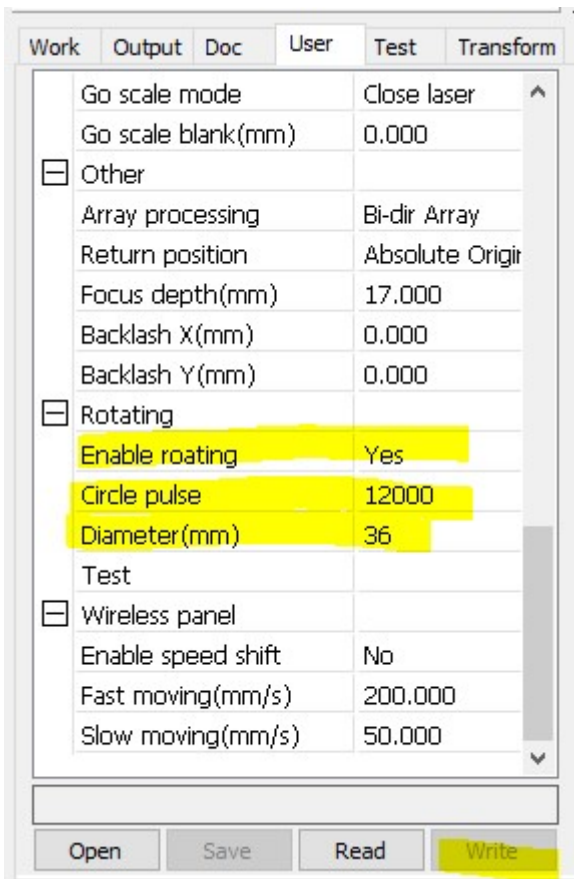 Work Output Doc User Test Transform
Go scale mode Close laser
Go scale blank(mm) 0.000
Other
Array processing Bi-dir Array
Return position Absolute Origir
Focus depth(mm) 17.000
Backlash X(mm) 0.000
Backlash Y(mm) 0.000
Rotating
Enable roating Yes
Circle pulse 12000
Diameter(mm) 36
Test
Wireless panel
Enable speed shift No
Fast moving(mm/s) 200.000
Slow moving(mm/s) 50.000
Open Save Read Write